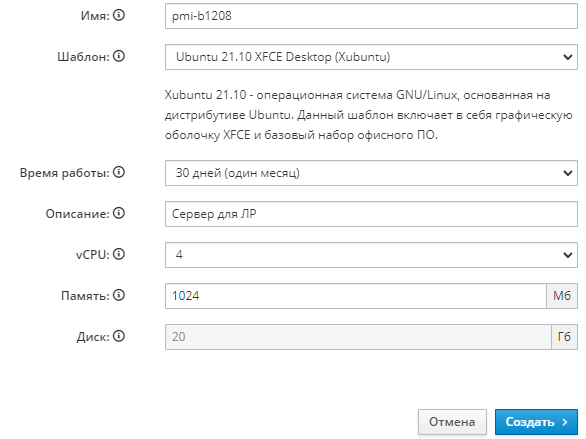 Имя: pmi-b1208
Шаблон: Ubuntu 21.10 XFCE Desktop (Xubuntu)
Xubuntu 21.10 - операционная система GNU/Linux, основанная на
дистрибутиве Ubuntu. Данный шаблон включает в себя графическую
оболочку XFCE и базовый набор офисного ПО.
Время работы: 30 дней (один месяц)
Описание: Сервер для ЛР
vCPU: 4
Память: 1024 Мб
Диск: 20 Гб
Отмена Создать